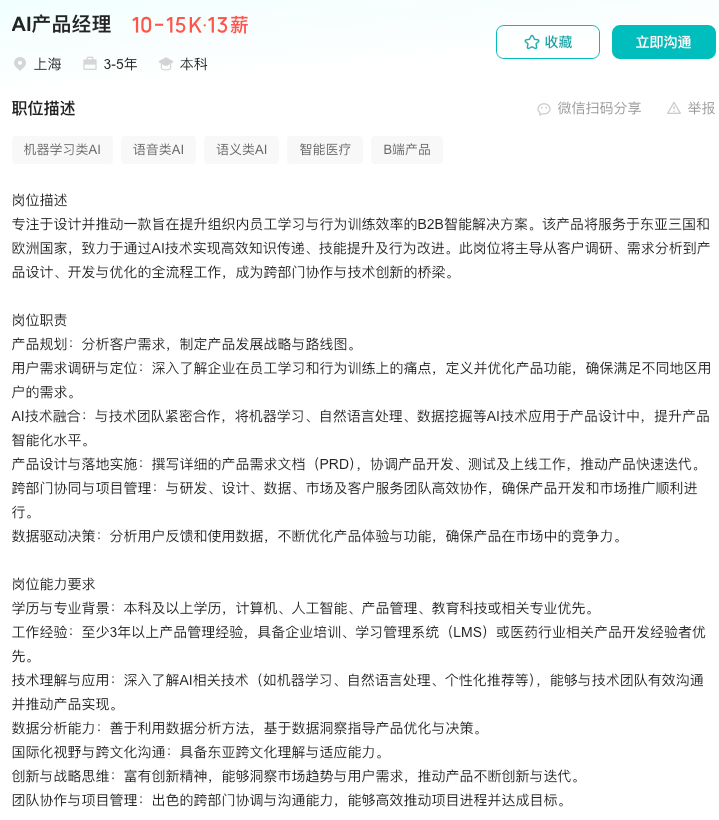 AI产品经理 10-15K·13薪
收藏 立即沟通
上海 3-5年 本科
职位描述 微信扫码分享 举报
机器学习类AI 语音类AI 语义类AI 智能医疗 B端产品
岗位描述
专注于设计并推动一款旨在提升组织内员工学习与行为训练效率的B2B智能解决方案。该产品将服务于东亚三国和
欧洲国家，致力于通过AI技术实现高效知识传递、技能提升及行为改进。此岗位将主导从客户调研、需求分析到产
品设计、开发与优化的全流程工作，成为跨部门协作与技术创新的桥梁。
岗位职责
产品规划：分析客户需求，制定产品发展战略与路线图。
用户需求调研与定位：深入了解企业在员工学习和行为训练上的痛点，定义并优化产品功能，确保满足不同地区用
户的需求。
AI技术融合：与技术团队紧密合作，将机器学习、自然语言处理、数据挖掘等AI技术应用于产品设计中，提升产品
智能化水平。
产品设计与落地实施：撰写详细的产品需求文档（PRD），协调产品开发、测试及上线工作，推动产品快速迭代。
跨部门协同与项目管理：与研发、设计、数据、市场及客户服务团队高效协作，确保产品开发和市场推广顺利进
行。
数据驱动决策：分析用户反馈和使用数据，不断优化产品体验与功能，确保产品在市场中的竞争力。
岗位能力要求
学历与专业背景：本科及以上学历，计算机、人工智能、产品管理、教育科技或相关专业优先。
工作经验：至少3年以上产品管理经验，具备企业培训、学习管理系统（LMS）或医药行业相关产品开发经验者优
先。
技术理解与应用：深入了解AI相关技术（如机器学习、自然语言处理、个性化推荐等），能够与技术团队有效沟通
并推动产品实现。
数据分析能力：善于利用数据分析方法，基于数据洞察指导产品优化与决策。
国际化视野与跨文化沟通：具备东亚跨文化理解与适应能力。
创新与战略思维：富有创新精神，能够洞察市场趋势与用户需求，推动产品不断创新与迭代。
团队协作与项目管理：出色的跨部门协调与沟通能力，能够高效推动项目进程并达成目标。